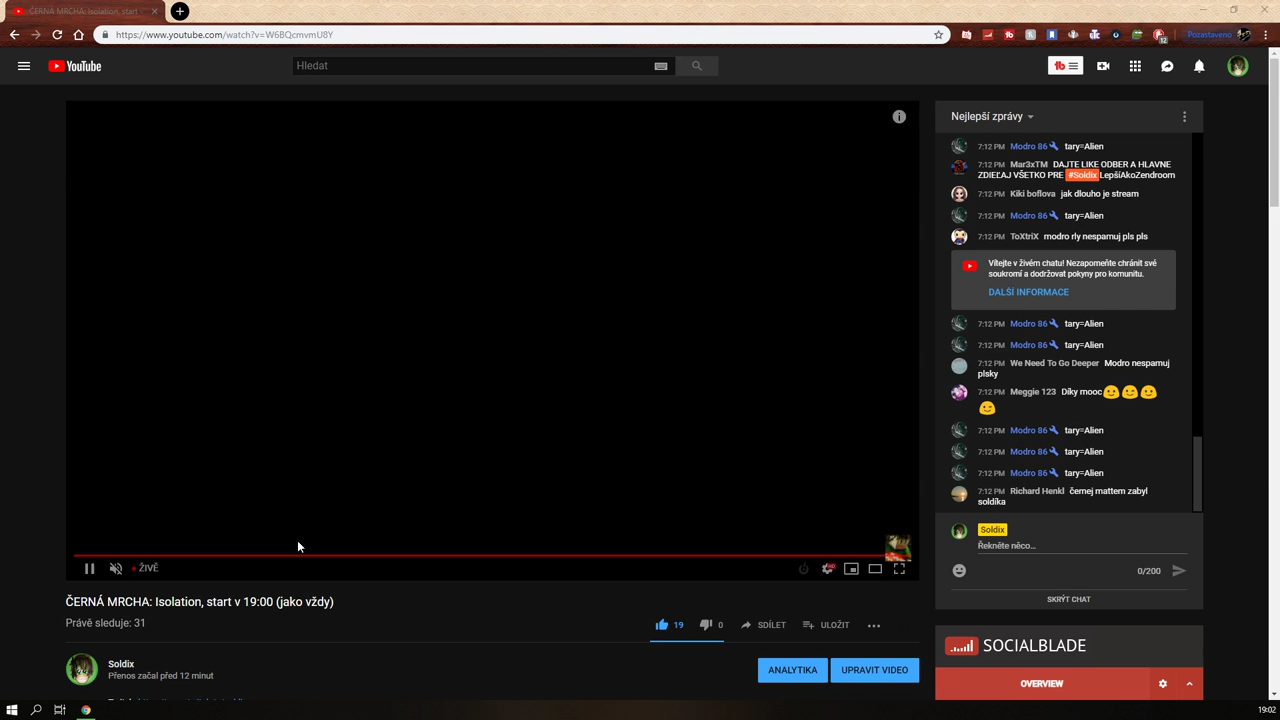 ČERNÁ MRCHA: Isolation, start
https://www.youtube.com/watch?v=W6BQcmvmU8Y
Pozastaveno
12
YouTube
Hledat
tb
Nejlepší zprávy
7:12 PM Modro 86 tary=Alien
7:12 PM Mar3xTM DAJTE LIKE ODBER A HLAVNE
ZDIEĽAJ VŠETKO PRE #Soldix LepšíAkoZendroom
7:12 PM Kiki boflova jak dlouho je stream
7:12 PM Modro 86 tary=Alien
7:12 PM ToXtriX modro rly nespamuj pls pls
Vítejte v živém chatu! Nezapomeňte chránit své
soukromí a dodržovat pokyny pro komunitu.
DALŠÍ INFORMACE
7:12 PM Modro 86 tary=Alien
7:12 PM Modro 86 tary=Alien
7:12 PM We Need To Go Deeper Modro nespamuj
plsky
7:12 PM Meggie 123 Díky mooc
7:12 PM Modro 86 tary=Alien
7:12 PM Modro 86 tary=Alien
7:12 PM Modro 86 tary=Alien
7:12 PM Richard Henkl černej mattem zabyl
soldíka
Soldix
Řekněte něco...
0/200
SKRÝT CHAT
ŽIVĚ
HD
ČERNÁ MRCHA: Isolation, start v 19:00 (jako vždy)
Právě sleduje: 31
19
0
SDÍLET
ULOŽIT
Soldix
Přenos začal před 12 minut
ANALYTIKA
UPRAVIT VIDEO
SOCIALBLADE
OVERVIEW
19:02